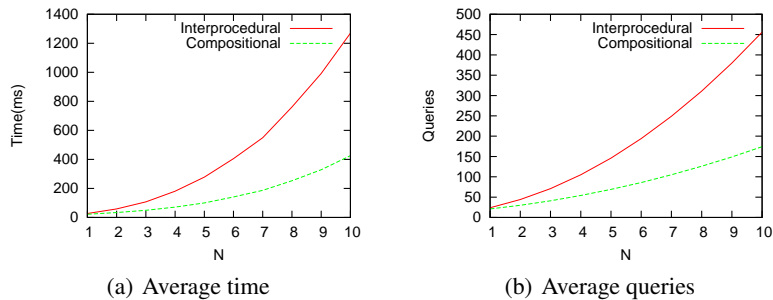 Time(ms)
1400
1200
1000
800
600
400
200
0
Interprocedural
Compositional
1 2 3 4 5 6 7 8 9 10
N
(a) Average time
Queries
500
450
400
350
300
250
200
150
100
50
0
Interprocedural
Compositional
1 2 3 4 5 6 7 8 9 10
N
(b) Average queries